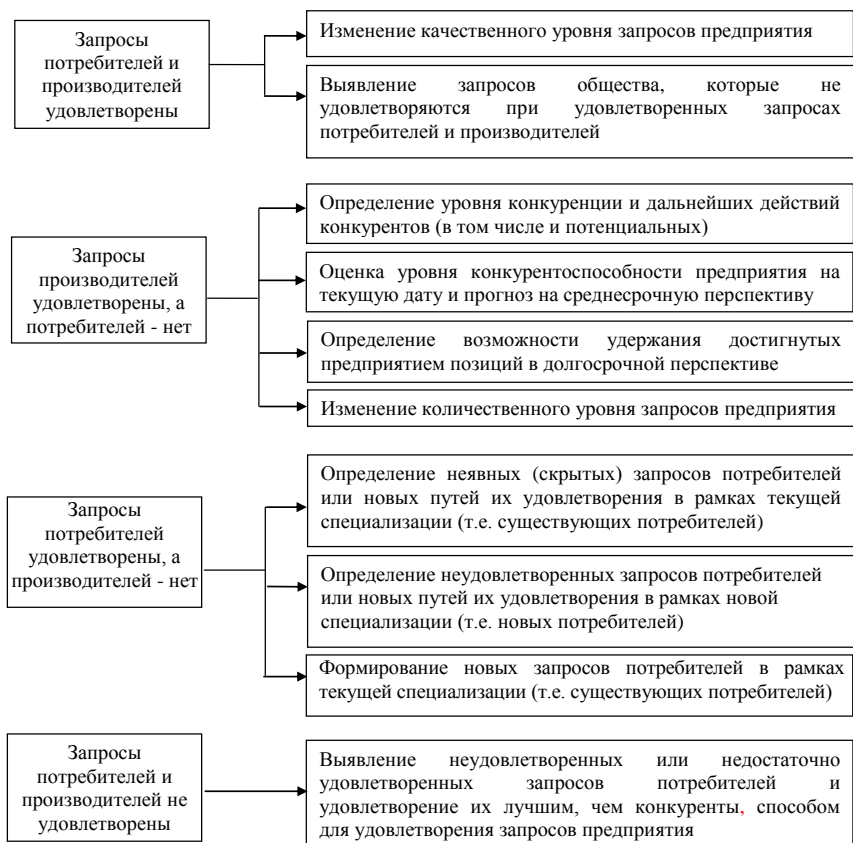 Запросы
потребителей и
производителей
удовлетворены
Изменение качественного уровня запросов предприятия
Выявление запросов общества, которые не
удовлетворяются при удовлетворенных запросах
потребителей и производителей
Запросы
производителей
удовлетворены, а
потребителей - нет
Определение уровня конкуренции и дальнейших действий
конкурентов (в том числе и потенциальных)
Оценка уровня конкурентоспособности предприятия на
текущую дату и прогноз на среднесрочную перспективу
Определение возможности удержания достигнутых
предприятием позиций в долгосрочной перспективе
Изменение количественного уровня запросов предприятия
Запросы
потребителей
удовлетворены, а
производителей - нет
Определение неявных (скрытых) запросов потребителей
или новых путей их удовлетворения в рамках текущей
специализации (т.е. существующих потребителей)
Определение неудовлетворенных запросов потребителей
или новых путей их удовлетворения в рамках новой
специализации (т.е. новых потребителей)
Формирование новых запросов потребителей в рамках
текущей специализации (т.е. существующих потребителей)
Запросы
потребителей и
производителей не
удовлетворены
Выявление неудовлетворенных или недостаточно
удовлетворенных запросов потребителей и
удовлетворение их лучшим, чем конкуренты, способом
для удовлетворения запросов предприятия